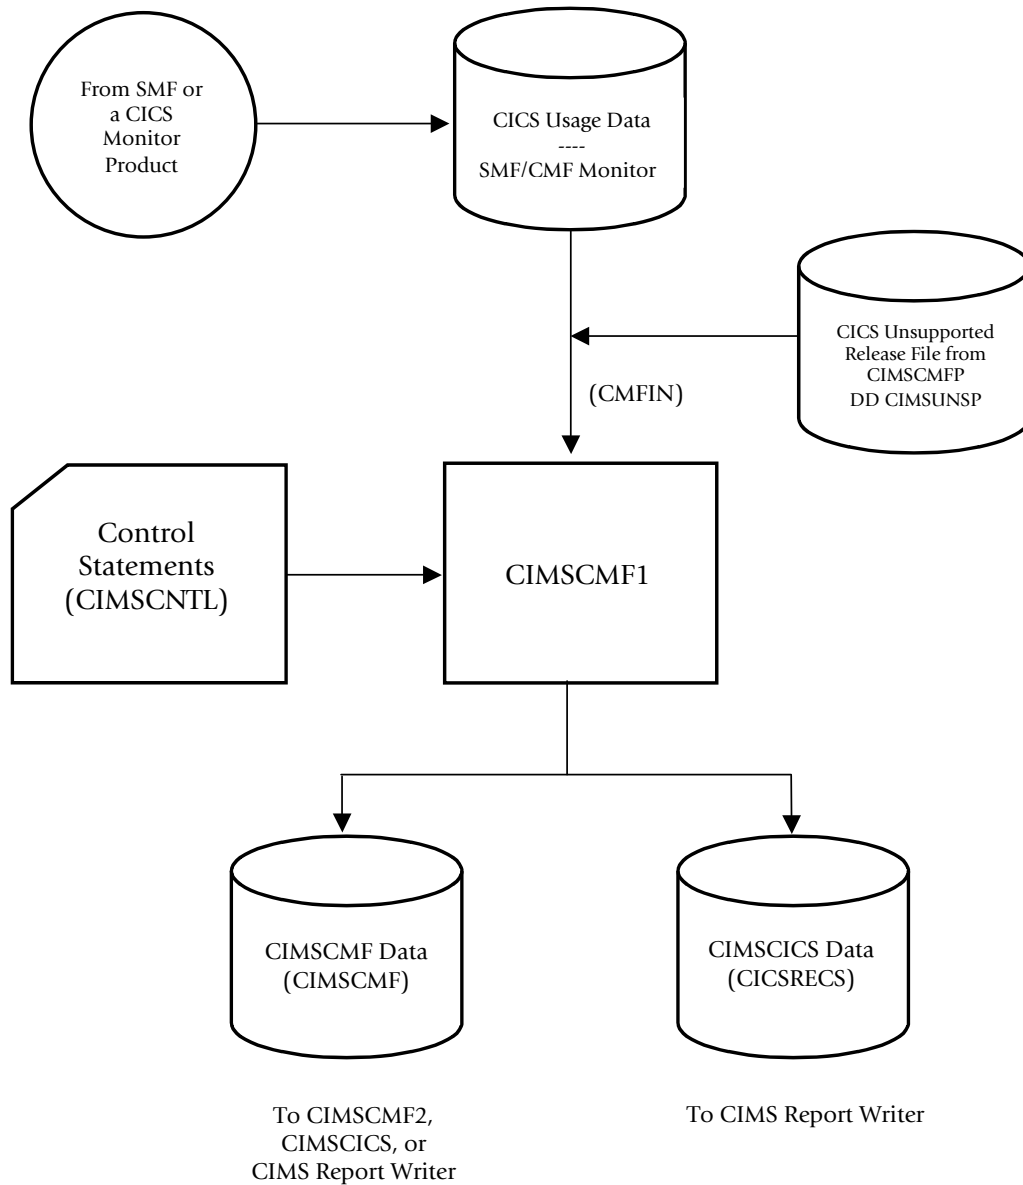 From SMF or
a CICS
Monitor
Product
CICS Usage Data
----
SMF/CMF Monitor
CICS Unsupported
Release File from
CIMSCMFP
DD CIMSUNSP
(CMFIN)
Control
Statements
(CIMSCNTL)
CIMSCMF1
CIMSCMF Data
(CIMSCMF)
CIMSCICS Data
(CICSRECS)
To CIMSCMF2,
CIMSCICS, or
CIMS Report Writer
To CIMS Report Writer